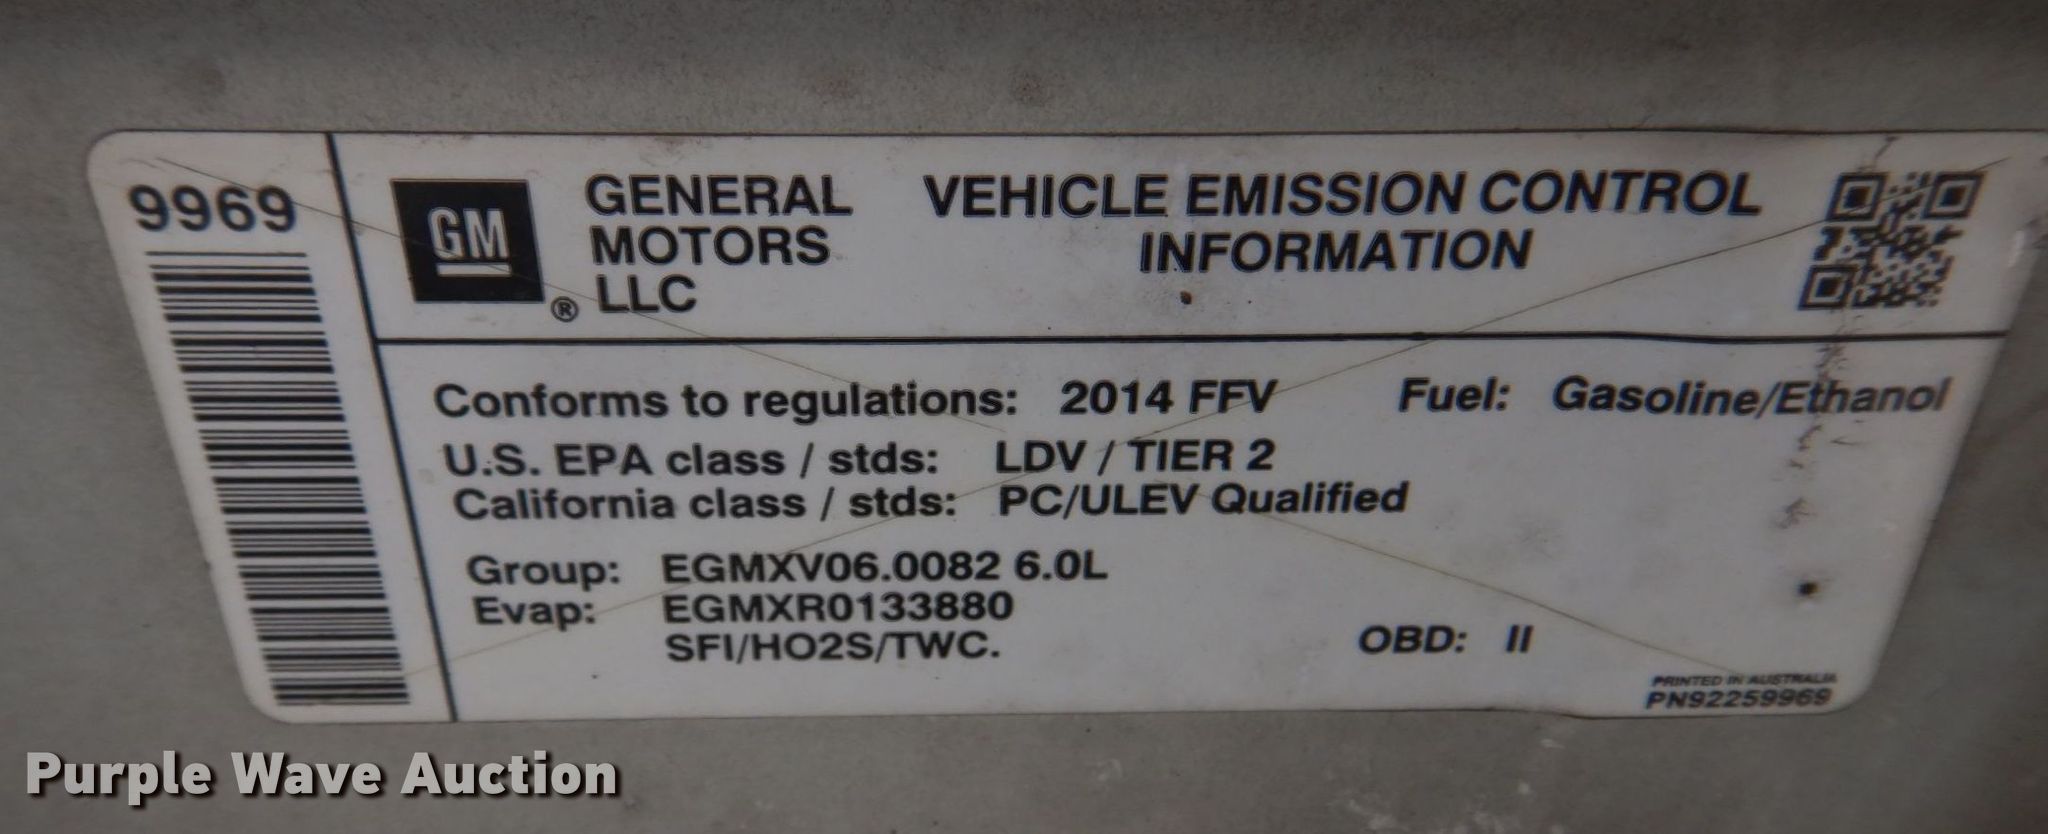 9969
GM ®
GENERAL
MOTORS
LLC
VEHICLE EMISSION CONTROL
INFORMATION
Conforms to regulations: 2014 FFV Fuel: Gasoline/Ethanol
U.S. EPA class / stds: LDV / TIER 2
California class / stds: PC/ULEV Qualified
Group: EGMXV06.0082 6.0L
Evap: EGMXR0133880
SFI/HO2S/TWC. OBD: II
PRINTED IN AUSTRALIA
PN92259969
Purple Wave Auction